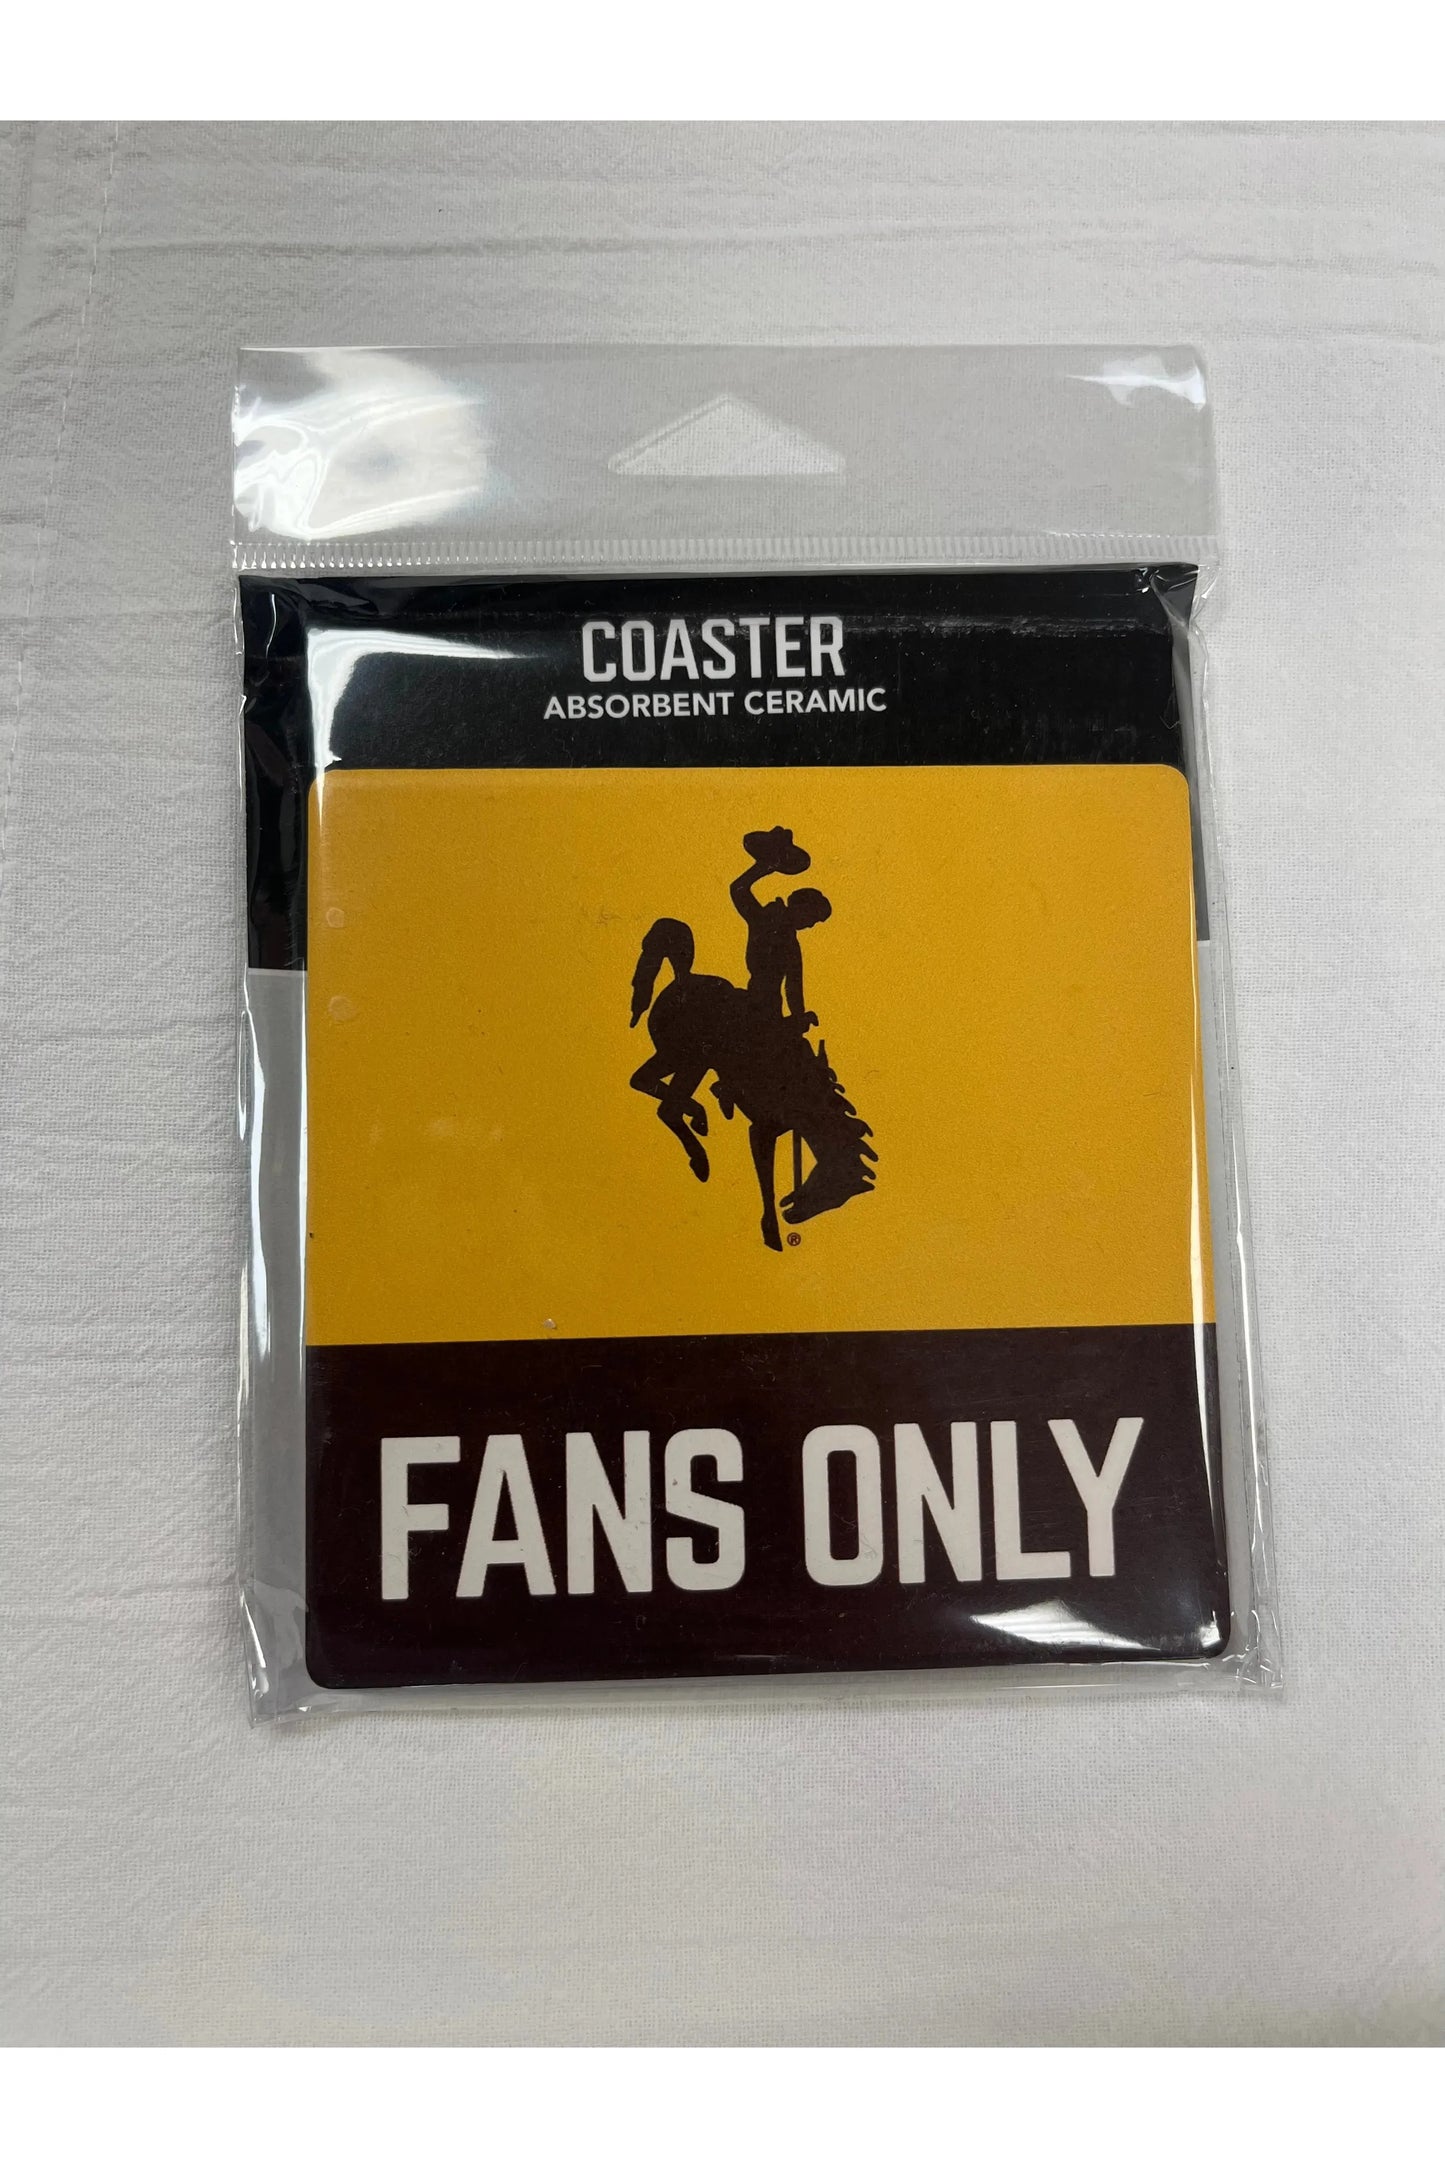 COASTER
ABSORBENT CERAMIC
®
FANS ONLY